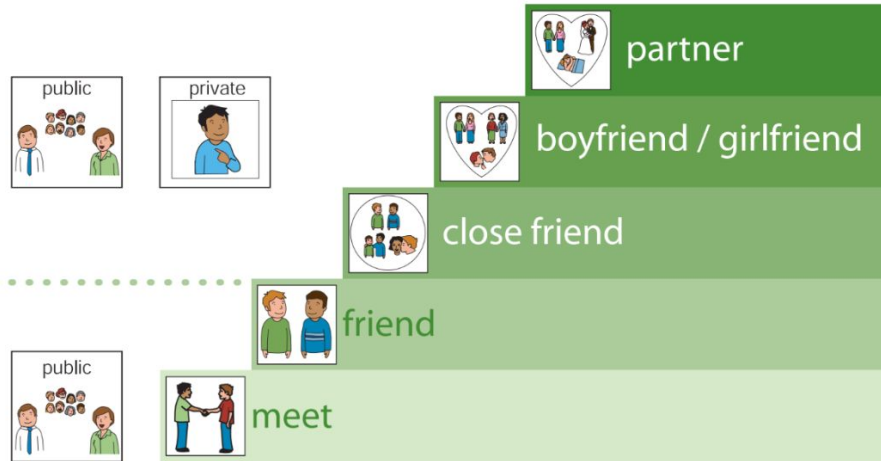 partner
public
private
boyfriend / girlfriend
close friend
friend
public
meet